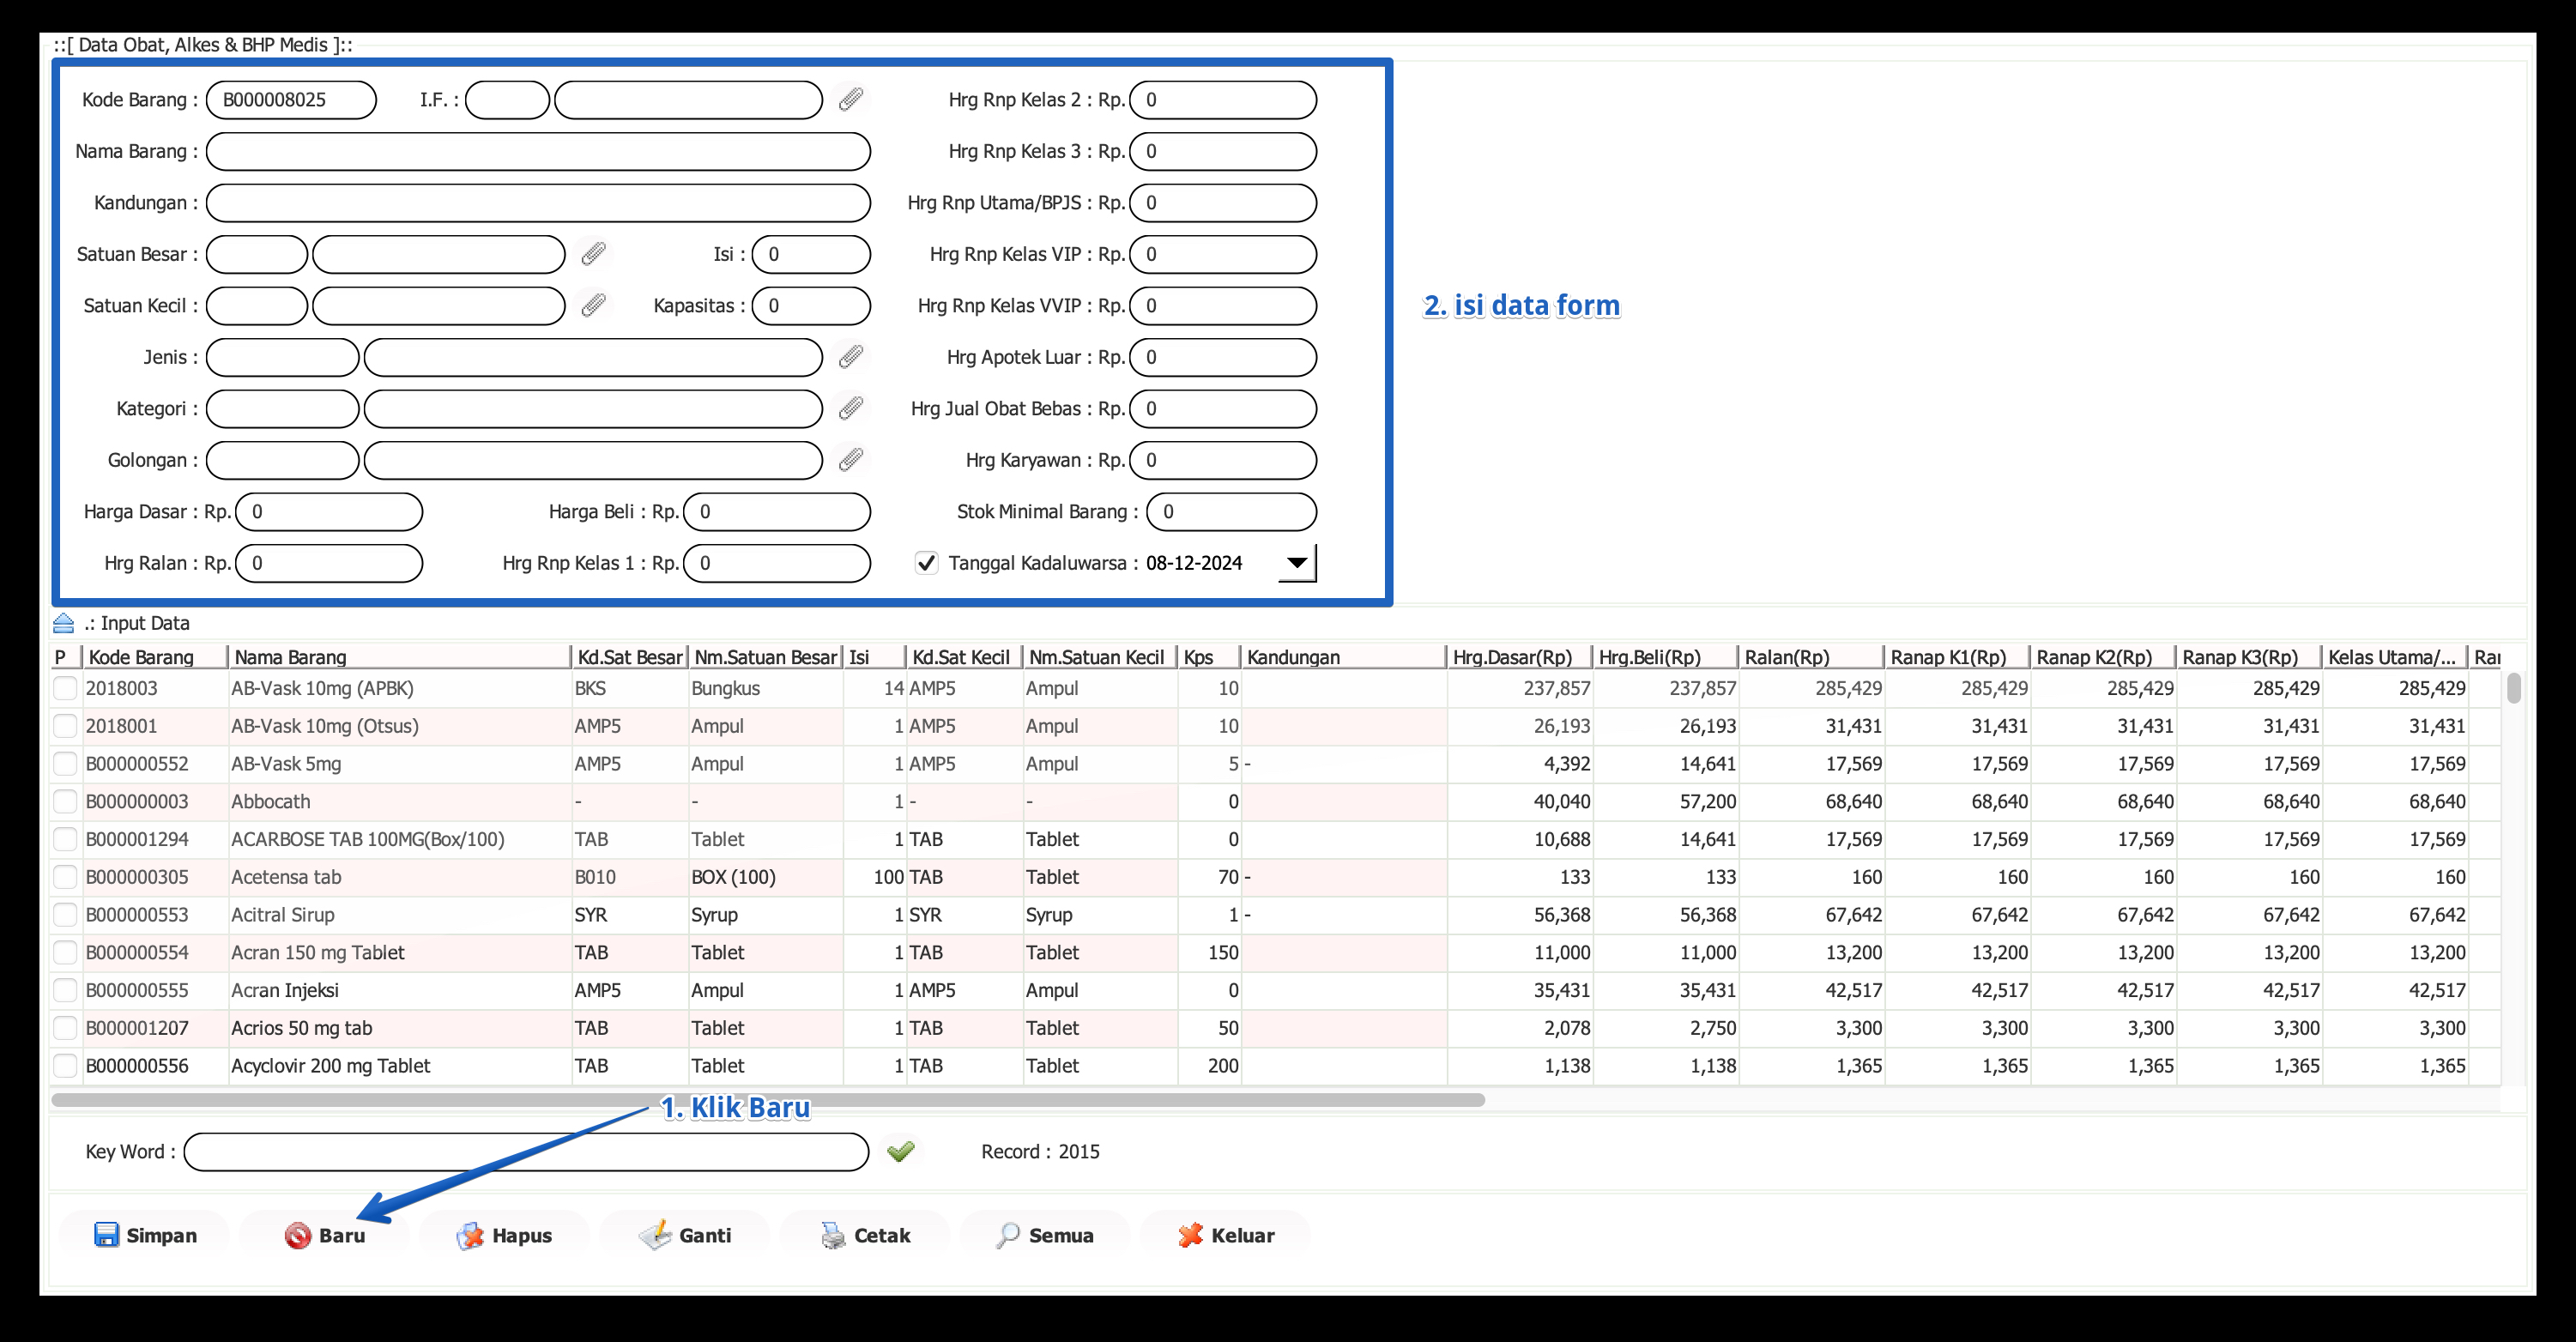 ::[ Data Obat, Alkes & BHP Medis ]::
Kode Barang : B000008025 I.F. : Hrg Rnp Kelas 2 : Rp. 0
Nama Barang : Hrg Rnp Kelas 3 : Rp. 0
Kandungan : Hrg Rnp Utama/BPJS : Rp. 0
Satuan Besar : Isi : 0 Hrg Rnp Kelas VIP : Rp. 0
Satuan Kecil : Kapasitas : 0 Hrg Rnp Kelas VVIP : Rp. 0
2. isi data form
Jenis : Hrg Apotek Luar : Rp. 0
Kategori : Hrg Jual Obat Bebas : Rp. 0
Golongan : Hrg Karyawan : Rp. 0
Harga Dasar : Rp. 0 Harga Beli : Rp. 0 Stok Minimal Barang : 0
Hrg Ralan : Rp. 0 Hrg Rnp Kelas 1 : Rp. 0 Tanggal Kadaluwarsa : 08-12-2024
.: Input Data
P Kode Barang Nama Barang Kd.Sat Besar Nm.Satuan Besar Isi Kd.Sat Kecil Nm.Satuan Kecil Kps Kandungan Hrg.Dasar(Rp) Hrg.Beli(Rp) Ralan(Rp) Ranap K1(Rp) Ranap K2(Rp) Ranap K3(Rp) Kelas Utama/... Rar
2018003 AB-Vask 10mg (APBK) BKS Bungkus 14 AMP5 Ampul 10 237,857 237,857 285,429 285,429 285,429 285,429 285,429
2018001 AB-Vask 10mg (Otsus) AMP5 Ampul 1 AMP5 Ampul 10 26,193 26,193 31,431 31,431 31,431 31,431 31,431
B000000552 AB-Vask 5mg AMP5 Ampul 1 AMP5 Ampul 5 - 4,392 14,641 17,569 17,569 17,569 17,569 17,569
B000000003 Abbocath - - 1 - - 0 40,040 57,200 68,640 68,640 68,640 68,640 68,640
B000001294 ACARBOSE TAB 100MG(Box/100) TAB Tablet 1 TAB Tablet 0 10,688 14,641 17,569 17,569 17,569 17,569 17,569
B000000305 Acetensa tab B010 BOX (100) 100 TAB Tablet 70 - 133 133 160 160 160 160 160
B000000553 Acitral Sirup SYR Syrup 1 SYR Syrup 1 - 56,368 56,368 67,642 67,642 67,642 67,642 67,642
B000000554 Acran 150 mg Tablet TAB Tablet 1 TAB Tablet 150 11,000 11,000 13,200 13,200 13,200 13,200 13,200
B000000555 Acran Injeksi AMP5 Ampul 1 AMP5 Ampul 0 35,431 35,431 42,517 42,517 42,517 42,517 42,517
B000001207 Acrios 50 mg tab TAB Tablet 1 TAB Tablet 50 2,078 2,750 3,300 3,300 3,300 3,300 3,300
B000000556 Acyclovir 200 mg Tablet TAB Tablet 1 TAB Tablet 200 1,138 1,138 1,365 1,365 1,365 1,365 1,365
1. Klik Baru
Key Word : Record : 2015
Simpan Baru Hapus Ganti Cetak Semua Keluar